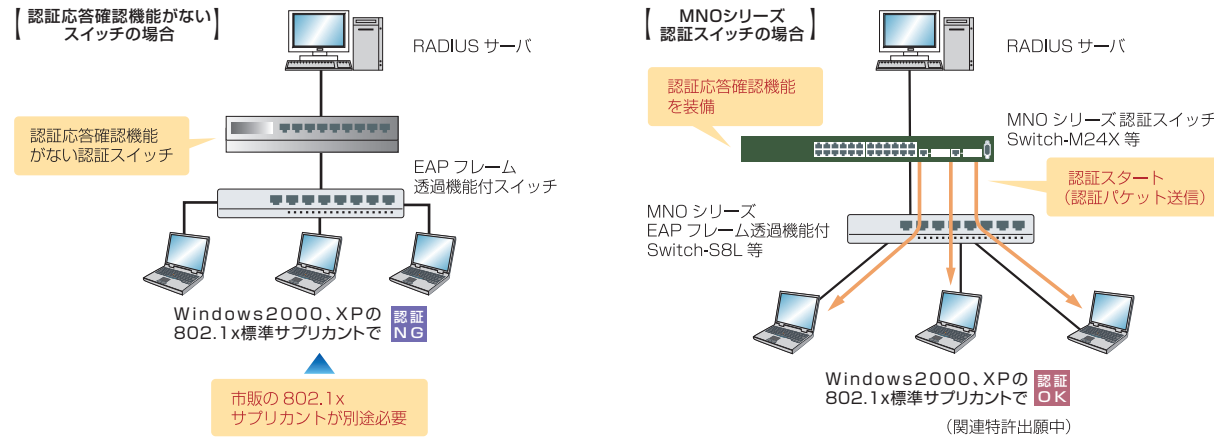 【認証応答確認機能がない
スイッチの場合】
RADIUS サーバ
認証応答確認機能
がない認証スイッチ
EAP フレーム
透過機能付スイッチ
Windows2000、XPの
802.1x標準サプリカントで
認証
NG
市販の 802.1x
サプリカントが別途必要
【MNOシリーズ
認証スイッチの場合】
RADIUS サーバ
認証応答確認機能
を装備
MNO シリーズ 認証スイッチ
Switch-M24X 等
認証スタート
（認証パケット送信）
MNO シリーズ
EAP フレーム透過機能付
Switch-S8L 等
Windows2000、XPの
802.1x標準サプリカントで
認証
OK
（関連特許出願中）